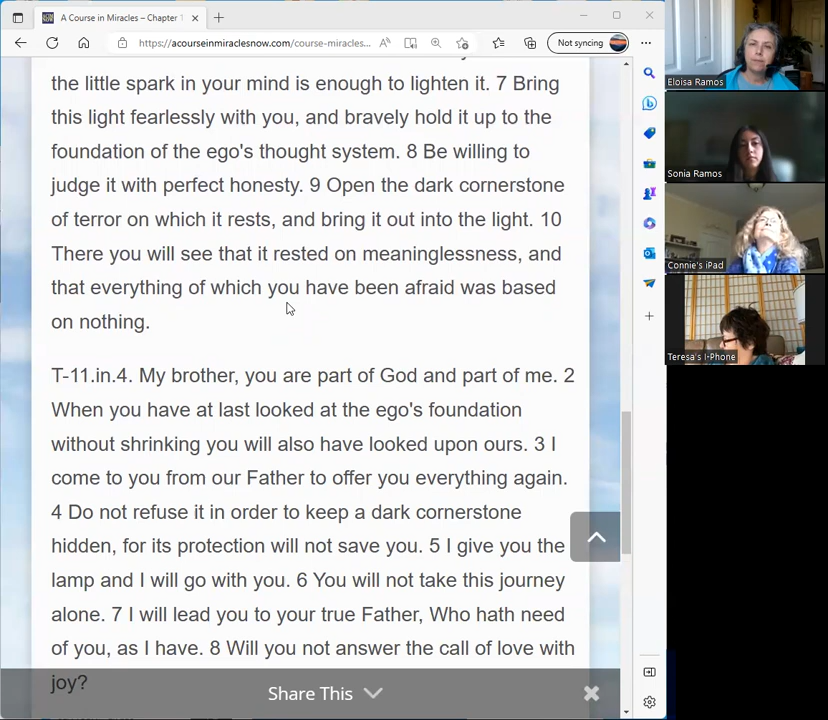 A Course in Miracles – Chapter 1
https://acourseinmiraclesnow.com/course-miracles...
Not syncing
the little spark in your mind is enough to lighten it. 7 Bring
this light fearlessly with you, and bravely hold it up to the
foundation of the ego's thought system. 8 Be willing to
judge it with perfect honesty. 9 Open the dark cornerstone
of terror on which it rests, and bring it out into the light. 10
There you will see that it rested on meaninglessness, and
that everything of which you have been afraid was based
on nothing.
T-11.in.4. My brother, you are part of God and part of me. 2
When you have at last looked at the ego's foundation
without shrinking you will also have looked upon ours. 3 I
come to you from our Father to offer you everything again.
4 Do not refuse it in order to keep a dark cornerstone
hidden, for its protection will not save you. 5 I give you the
lamp and I will go with you. 6 You will not take this journey
alone. 7 I will lead you to your true Father, Who hath need
of you, as I have. 8 Will you not answer the call of love with
joy?
Share This
Eloisa Ramos
Sonia Ramos
Connie's iPad
Teresa's I-Phone